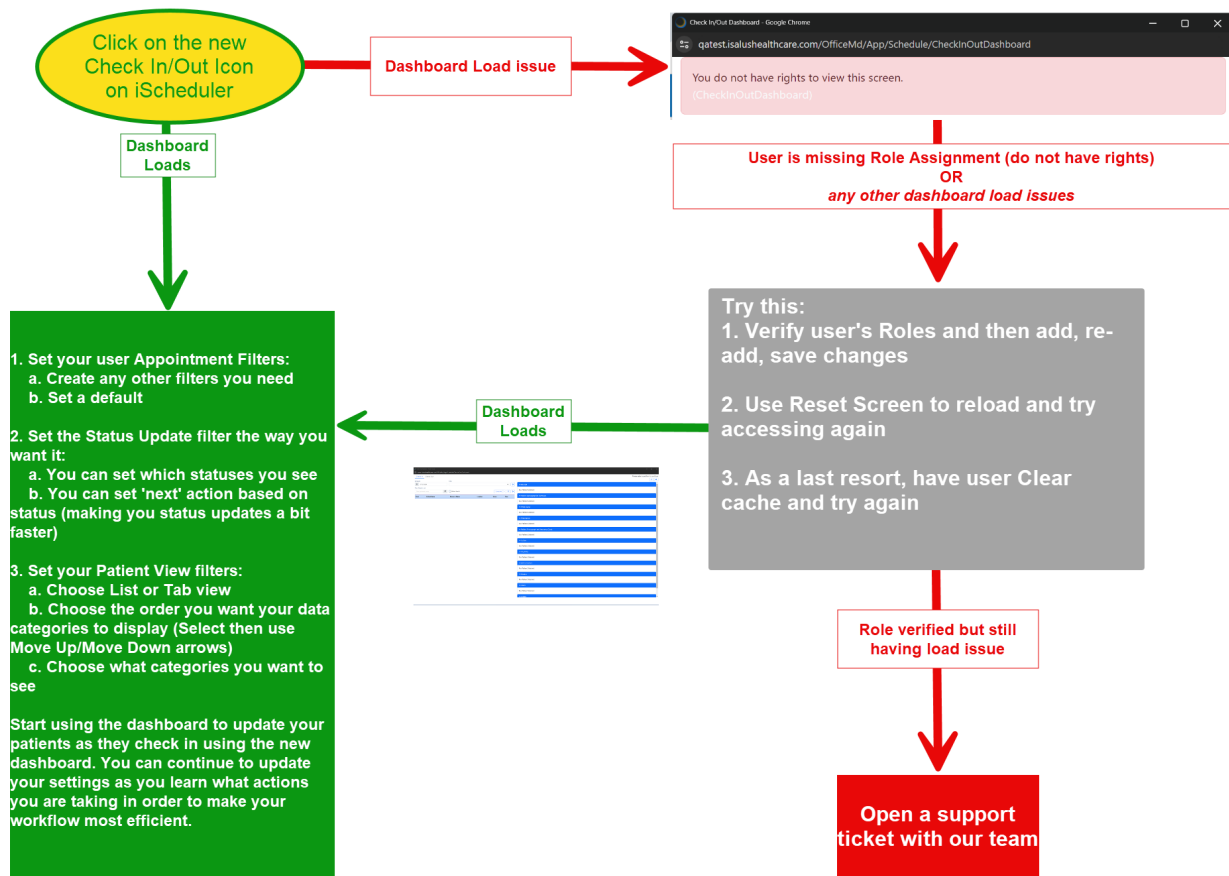 Click on the new
Check In/Out Icon
on iScheduler
Dashboard Load issue
Check In/Out Dashboard - Google Chrome
qatest.isalushealthcare.com/OfficeMd/App/Schedule/CheckInOutDashboard
You do not have rights to view this screen.
(CheckInOutDashboard)
Dashboard
Loads
User is missing Role Assignment (do not have rights)
OR
any other dashboard load issues
1. Set your user Appointment Filters:
a. Create any other filters you need
b. Set a default
2. Set the Status Update filter the way you
want it:
a. You can set which statuses you see
b. You can set 'next' action based on
status (making you status updates a bit
faster)
3. Set your Patient View filters:
a. Choose List or Tab view
b. Choose the order you want your data
categories to display (Select then use
Move Up/Move Down arrows)
c. Choose what categories you want to
see
Start using the dashboard to update your
patients as they check in using the new
dashboard. You can continue to update
your settings as you learn what actions
you are taking in order to make your
workflow most efficient.
Dashboard
Loads
Try this:
1. Verify user's Roles and then add, re-
add, save changes
2. Use Reset Screen to reload and try
accessing again
3. As a last resort, have user Clear
cache and try again
Role verified but still
having load issue
Open a support
ticket with our team